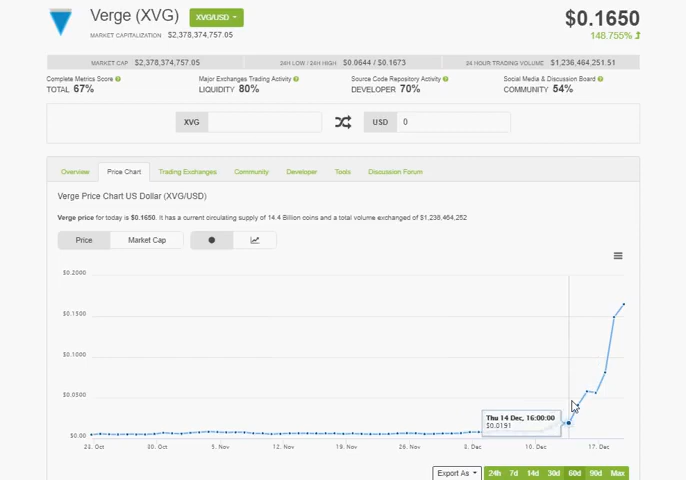 Verge (XVG) XVG/USD
$0.1650
MARKET CAPITALIZATION $2,378,374,757.05
148.755%
MARKET CAP $2,378,374,757.05 24H LOW / 24H HIGH $0.0644 / $0.1673 24 HOUR TRADING VOLUME $1,236,464,251.51
Complete Metrics Score Major Exchanges Trading Activity Source Code Repository Activity Social Media & Discussion Board
TOTAL 67% LIQUIDITY 80% DEVELOPER 70% COMMUNITY 54%
XVG USD 0
Overview Price Chart Trading Exchanges Community Developer Tools Discussion Forum
Verge Price Chart US Dollar (XVG/USD)
Verge price for today is $0.1650. It has a current circulating supply of 14.4 Billion coins and a total volume exchanged of $1,236,464,252
Price Market Cap
$0.2000
$0.1500
$0.1000
$0.0500
Thu 14 Dec, 16:00:00
$0.0191
$0.00
23. Oct 30. Oct 5. Nov 12. Nov 19. Nov 26. Nov 3. Dec 10. Dec 17. Dec
Export As 24h 7d 14d 30d 60d 90d Max